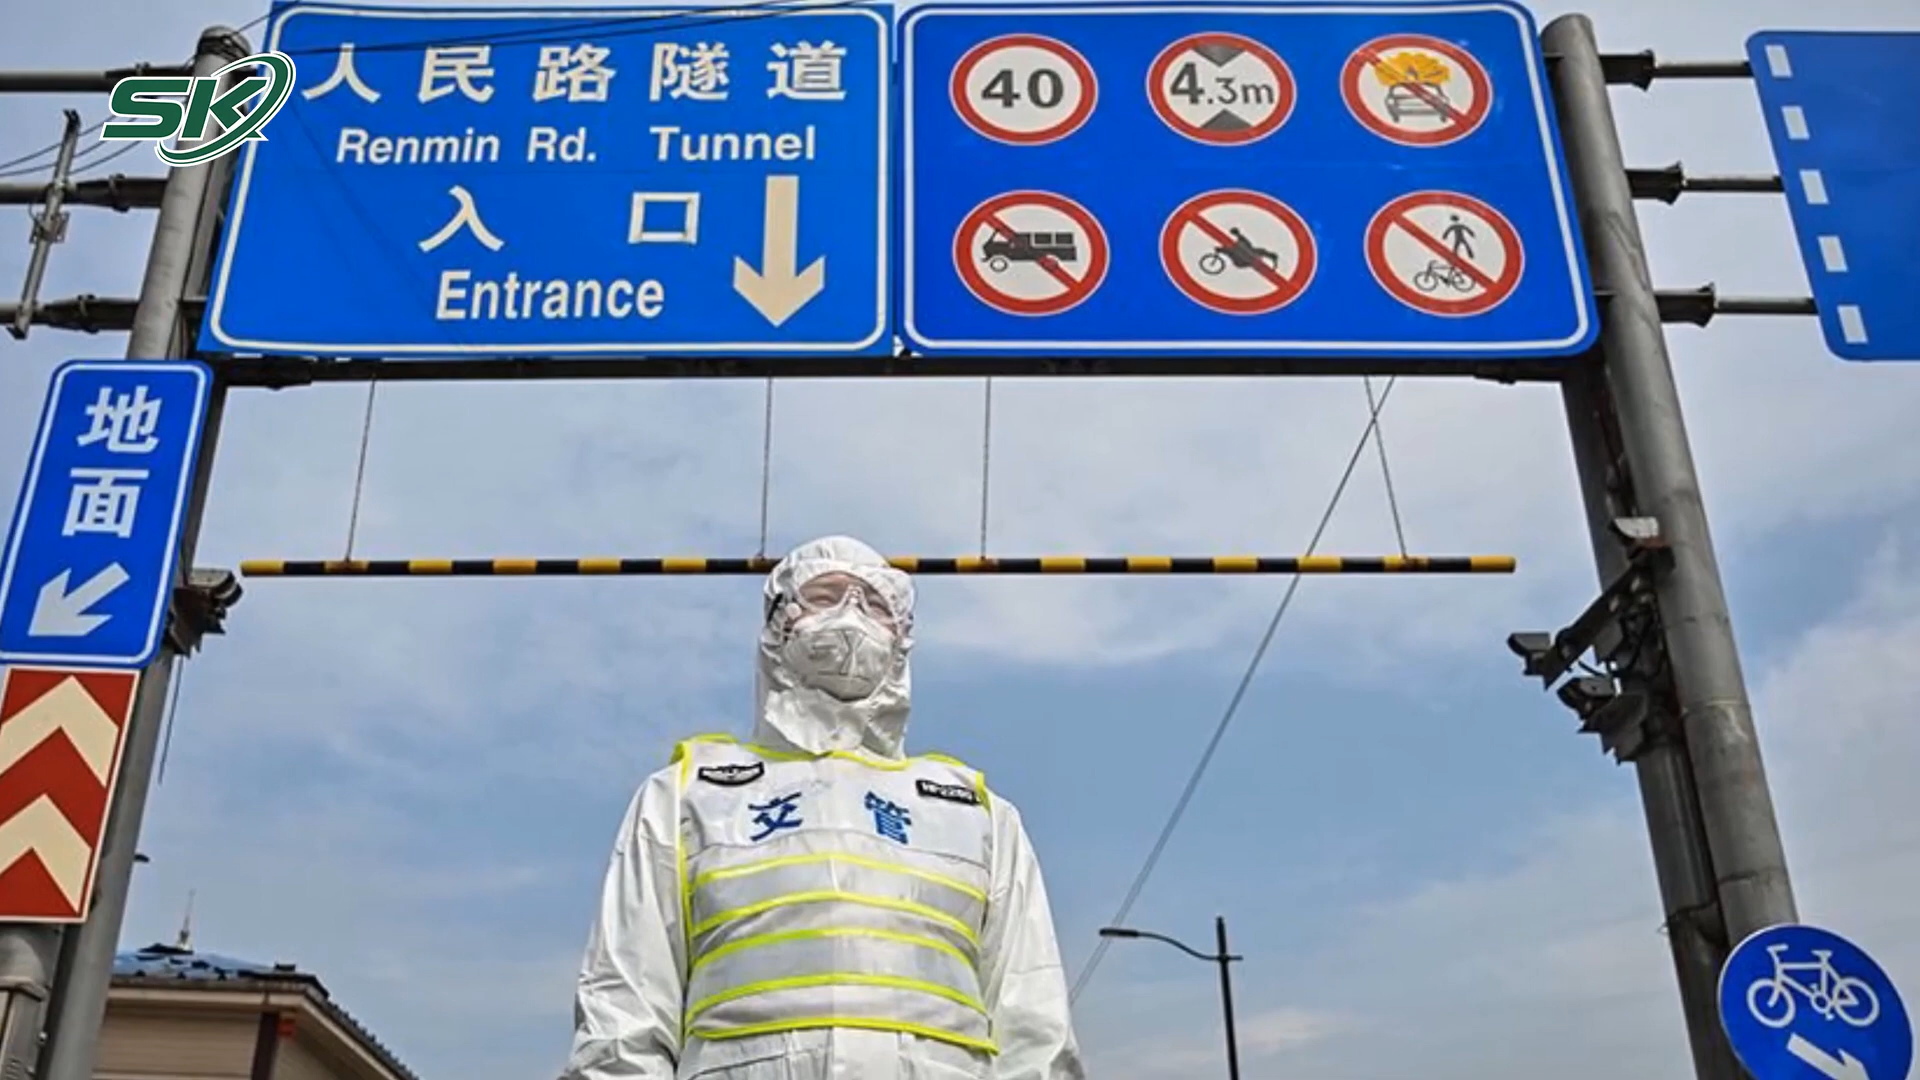 SK
人民路隧道
Renmin Rd. Tunnel
入口
Entrance
40
4.3m
地面
交管